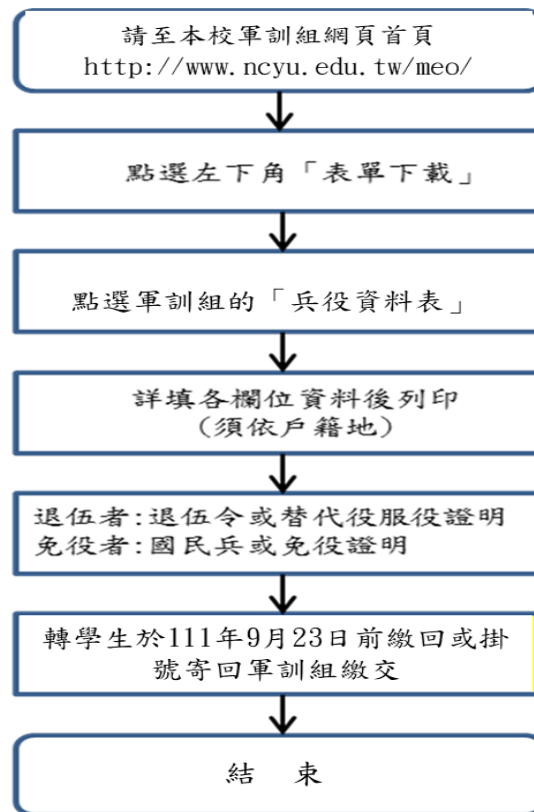 請至本校軍訓組網頁首頁
http://www.ncyu.edu.tw/meo/
點選左下角「表單下載」
點選軍訓組的「兵役資料表」
詳填各欄位資料後列印
(須依戶籍地)
退伍者:退伍令或替代役服役證明
免役者:國民兵或免役證明
轉學生於111年9月23日前繳回或掛
號寄回軍訓組繳交
結 束